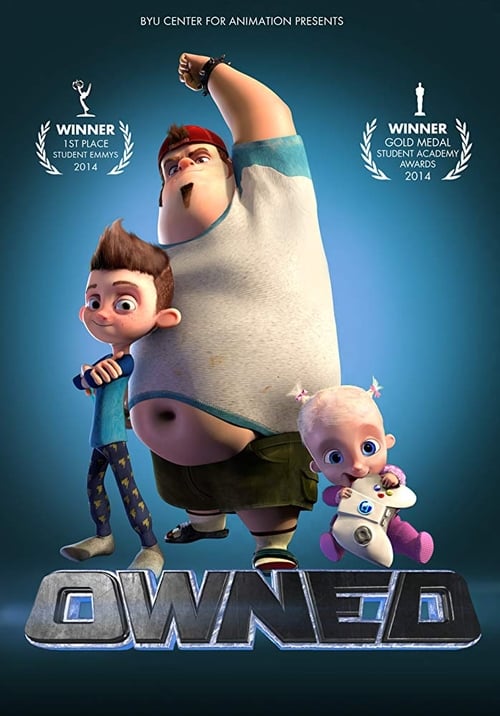 BYU CENTER FOR ANIMATION PRESENTS
WINNER
1ST PLACE
STUDENT EMMYS
2014
WINNER
GOLD MEDAL
STUDENT ACADEMY
AWARDS
2014
OWNED